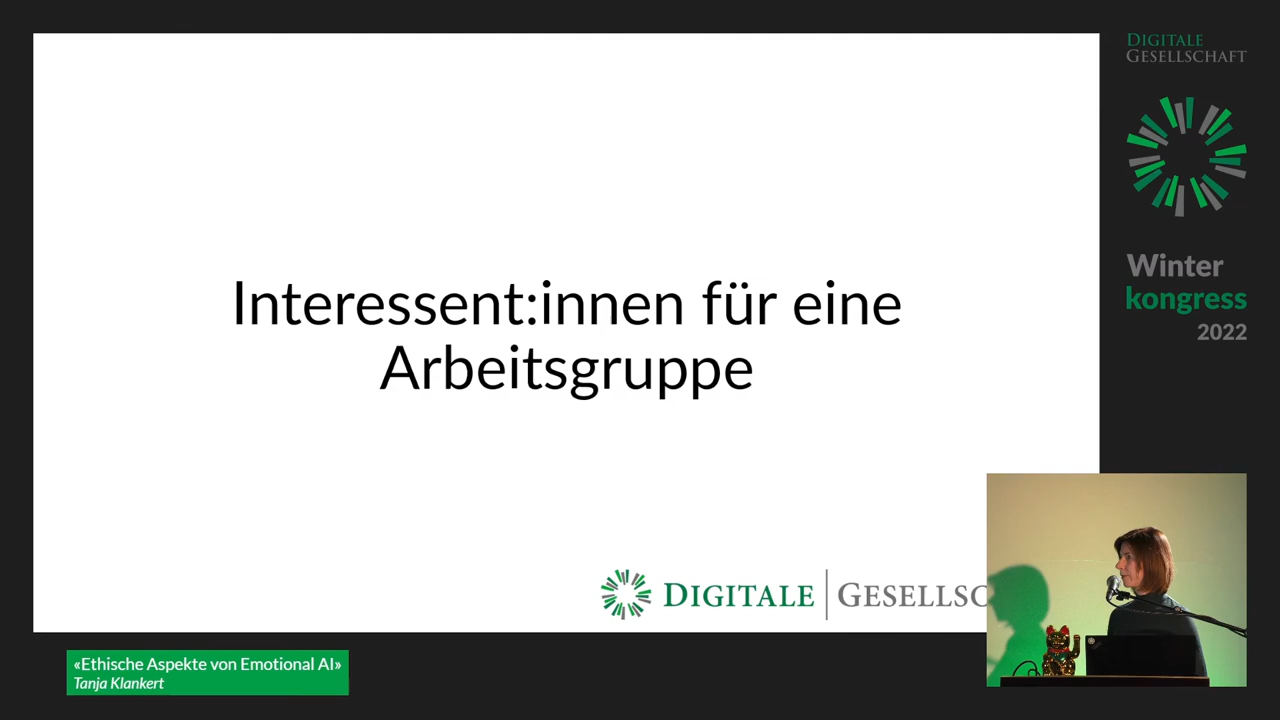 Interessent:innen für eine
Arbeitsgruppe
DIGITALE GESELLSC
«Ethische Aspekte von Emotional AI»
Tanja Klankert
DIGITALE
GESELLSCHAFT
Winter
kongress
2022